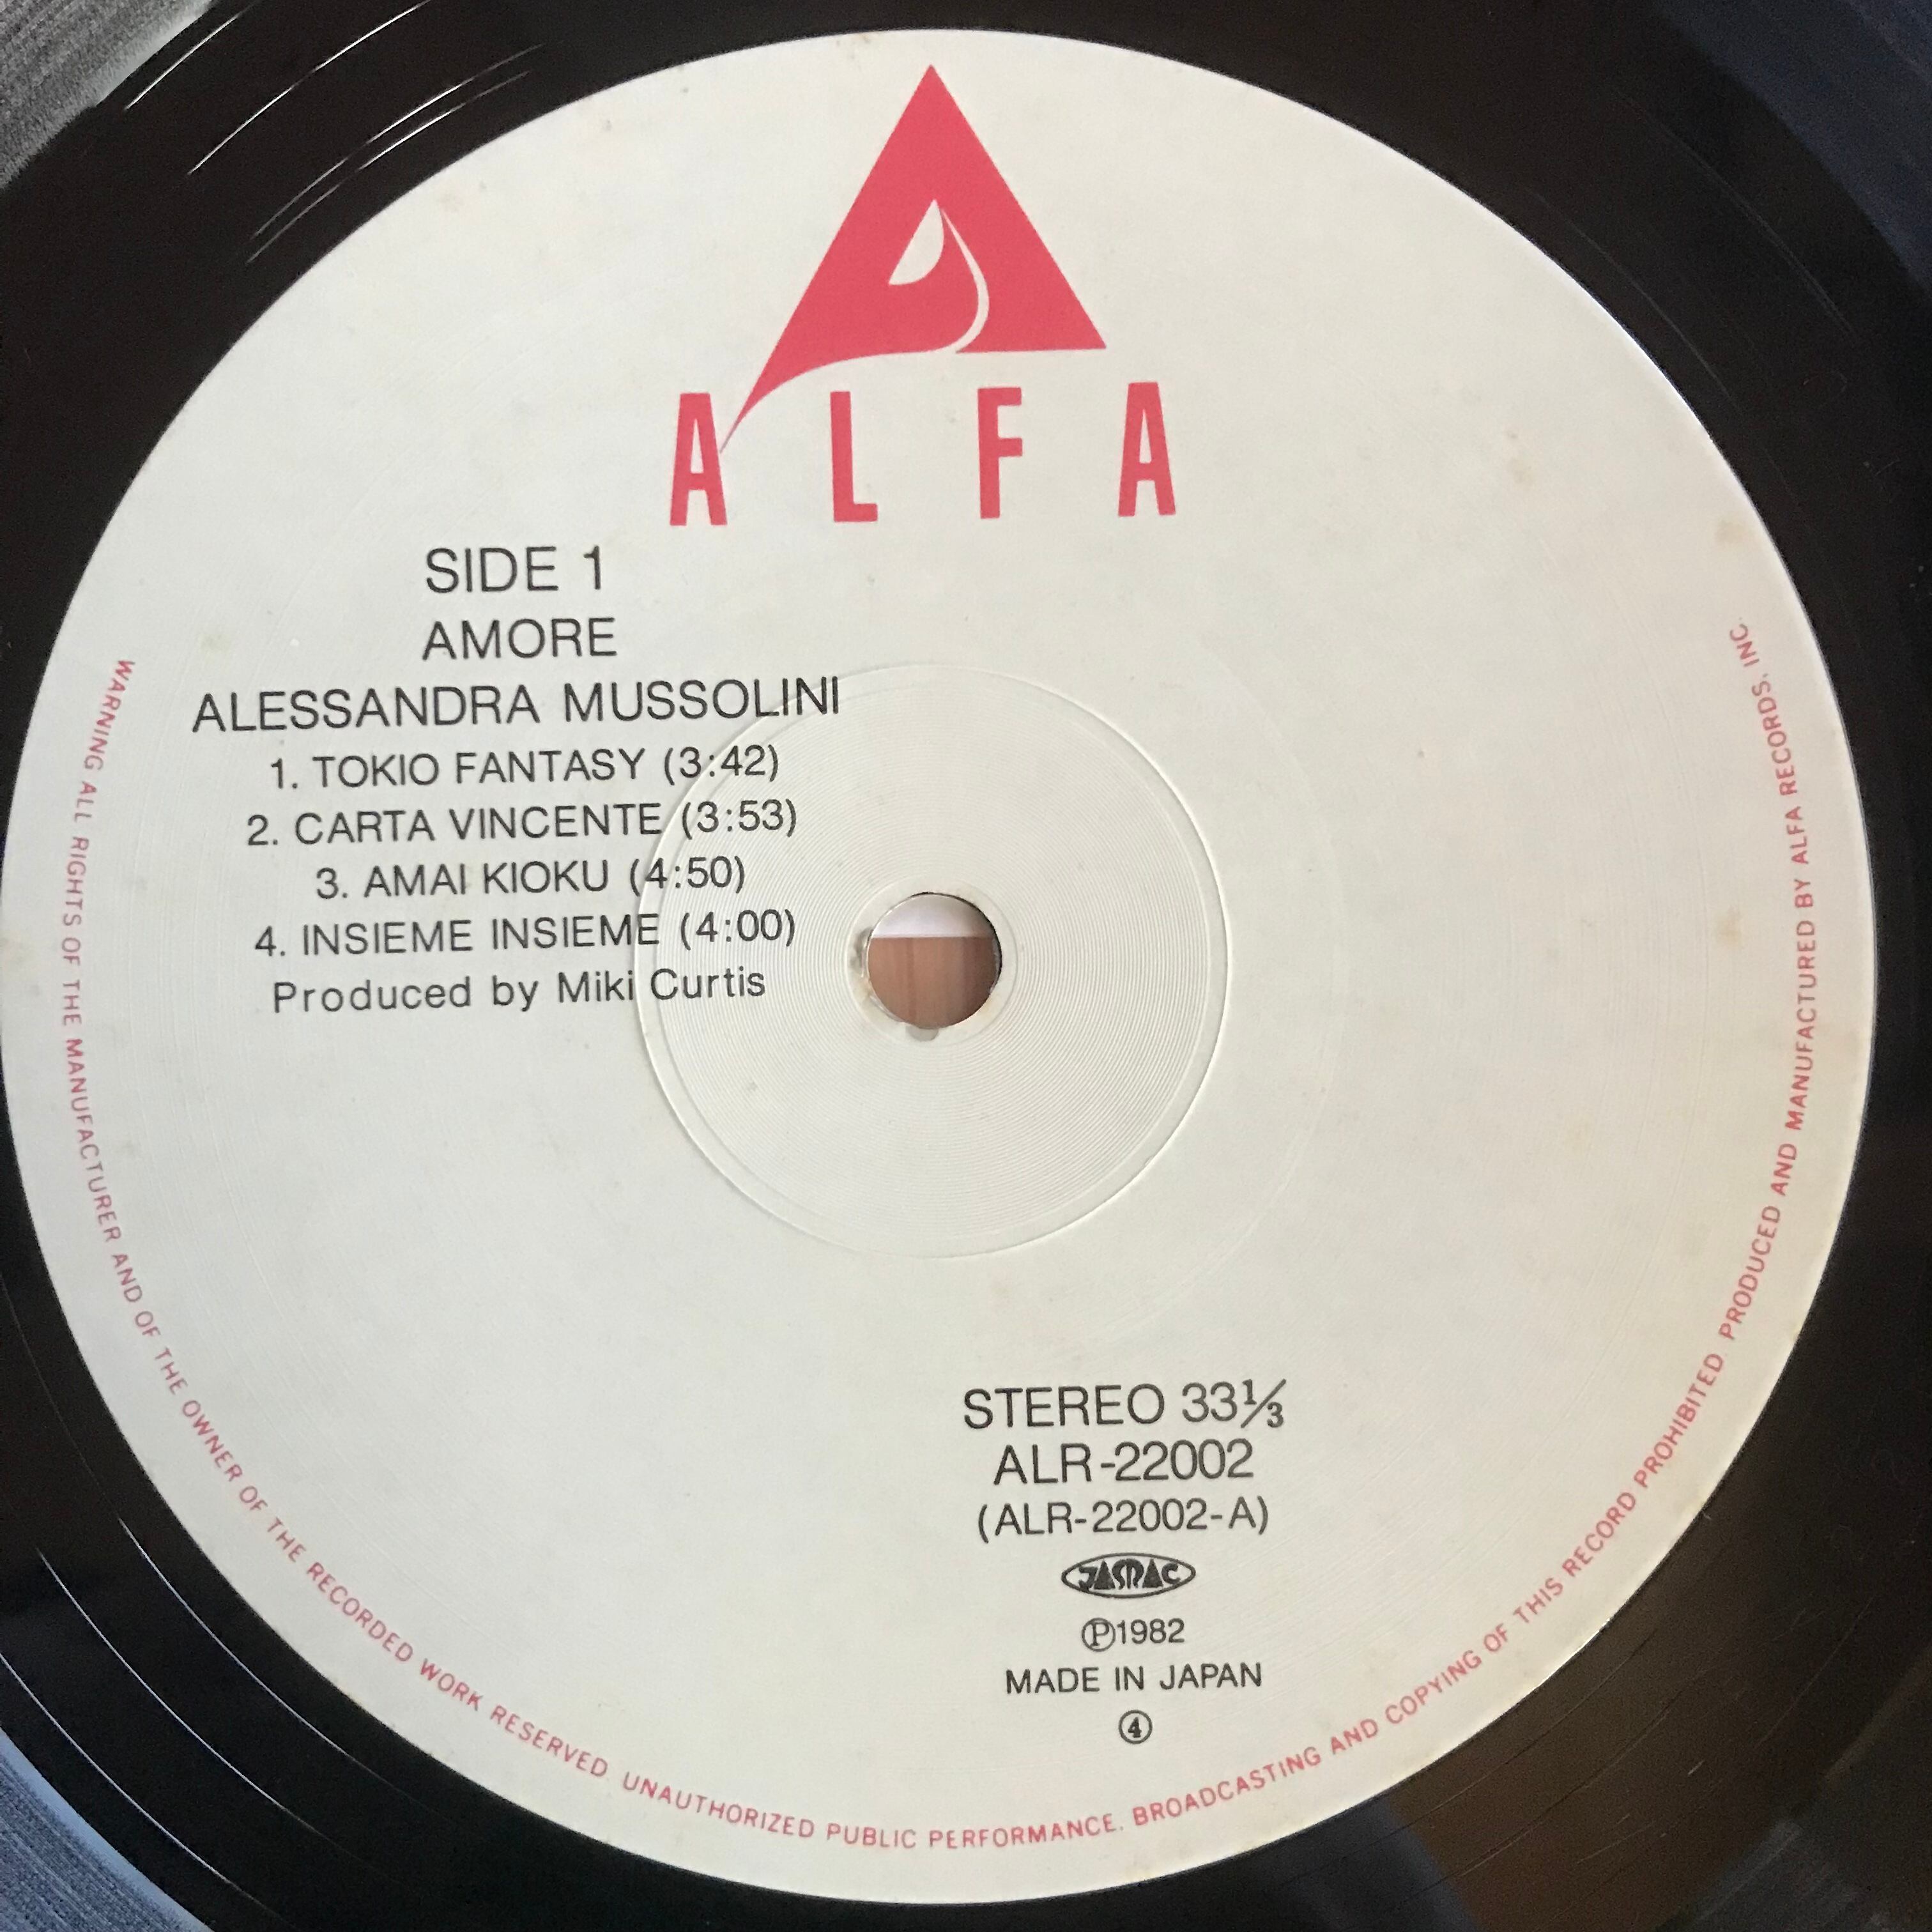 ALFA
SIDE 1
AMORE
ALESSANDRA MUSSOLINI
1. TOKIO FANTASY (3:42)
2. CARTA VINCENTE (3:53)
3. AMAI KIOKU (4:50)
4. INSIEME INSIEME (4:00)
Produced by Miki Curtis
STEREO 33⅓
ALR-22002
(ALR-22002-A)
JASRAC
Ⓟ1982
MADE IN JAPAN
④
WARNING ALL RIGHTS OF THE MANUFACTURER AND OF THE OWNER OF THE RECORDED WORK RESERVED. UNAUTHORIZED PUBLIC PERFORMANCE. BROADCASTING AND COPYING OF THIS RECORD PROHIBITED PRODUCED AND MANUFACTURED BY ALFA RECORDS, INC.